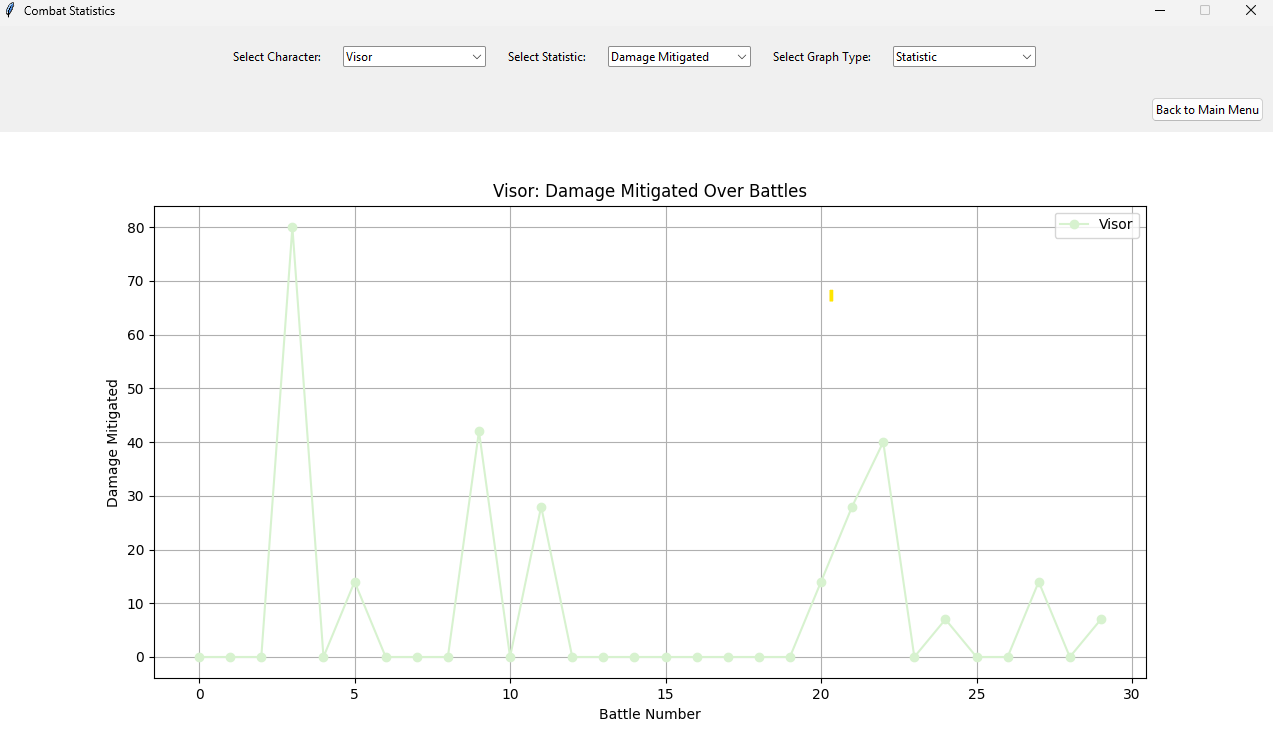 Combat Statistics
Select Character: Visor Select Statistic: Damage Mitigated Select Graph Type: Statistic
Back to Main Menu
Visor: Damage Mitigated Over Battles
Visor
80
70
60
50
40
30
20
10
0
Damage Mitigated
0 5 10 15 20 25 30
Battle Number